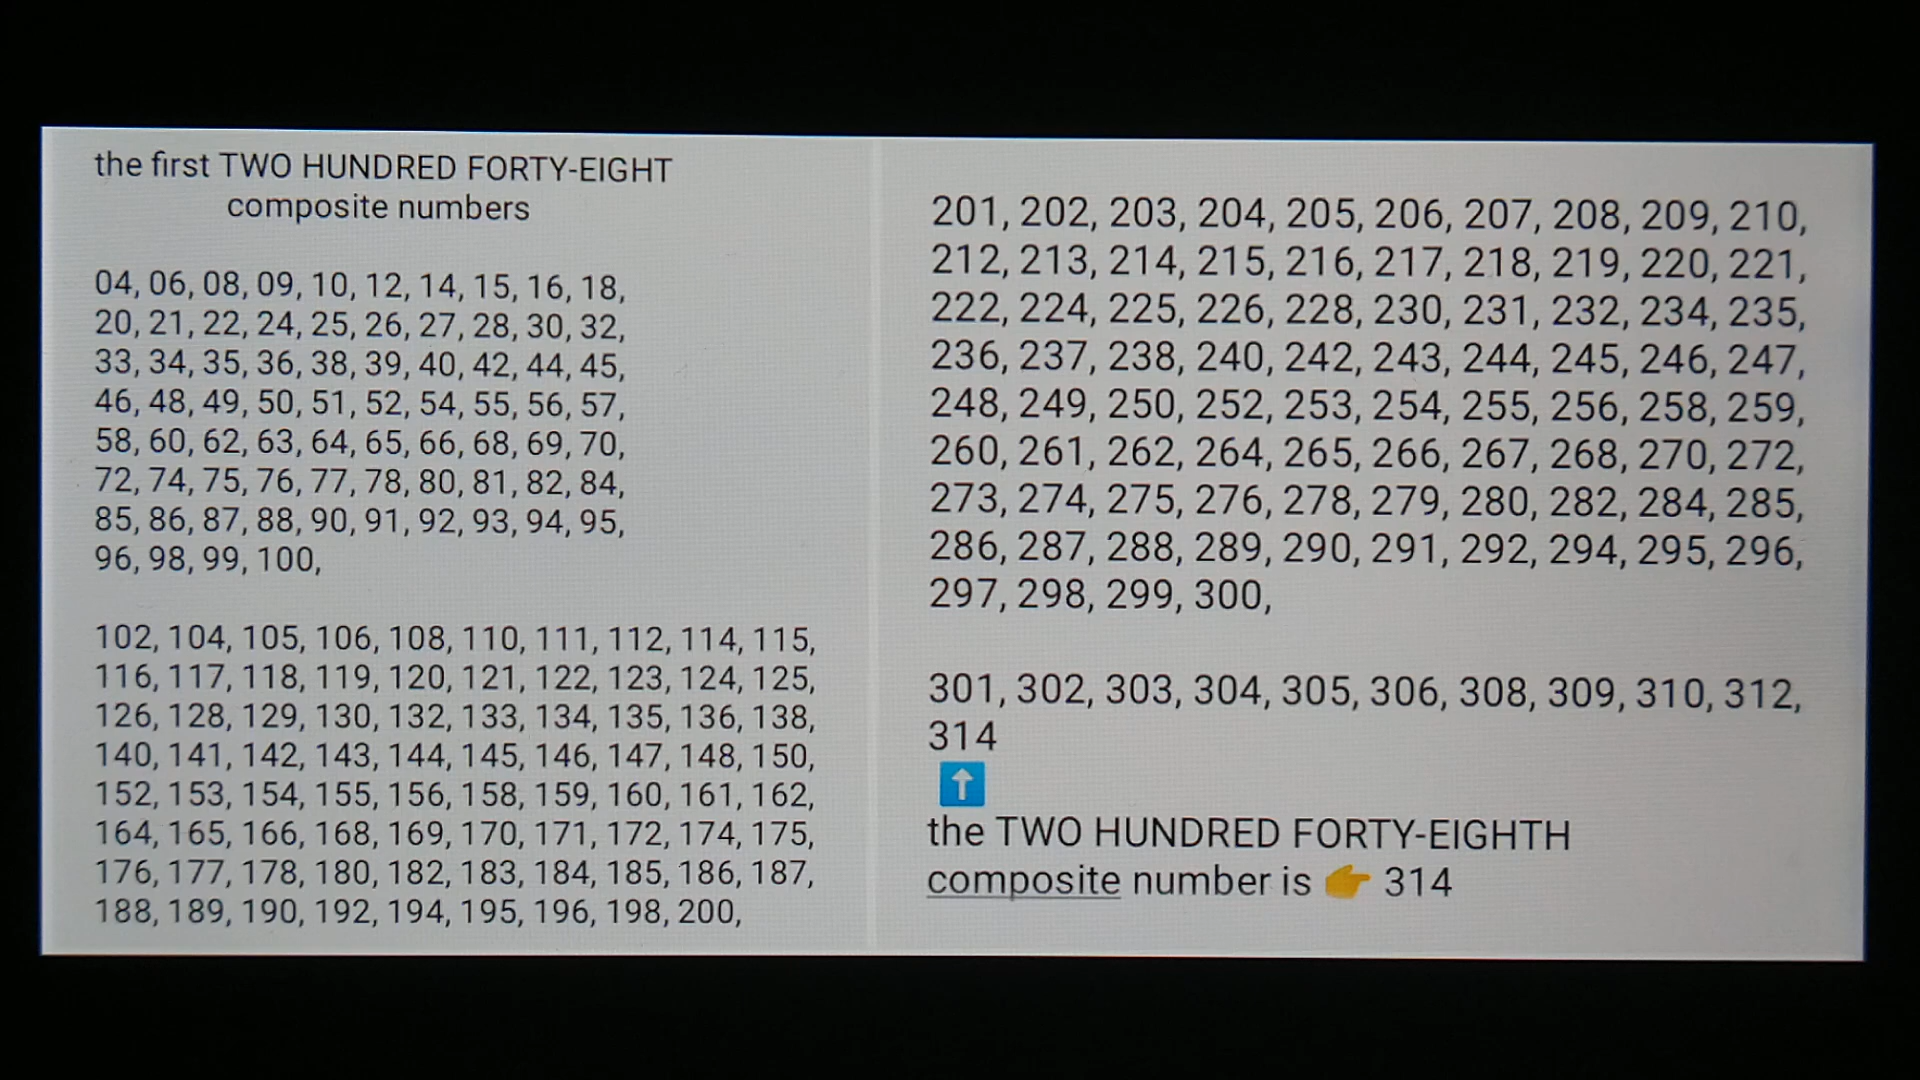 the first TWO HUNDRED FORTY-EIGHT
composite numbers
04, 06, 08, 09, 10, 12, 14, 15, 16, 18,
20, 21, 22, 24, 25, 26, 27, 28, 30, 32,
33, 34, 35, 36, 38, 39, 40, 42, 44, 45,
46, 48, 49, 50, 51, 52, 54, 55, 56, 57,
58, 60, 62, 63, 64, 65, 66, 68, 69, 70,
72, 74, 75, 76, 77, 78, 80, 81, 82, 84,
85, 86, 87, 88, 90, 91, 92, 93, 94, 95,
96, 98, 99, 100,
102, 104, 105, 106, 108, 110, 111, 112, 114, 115,
116, 117, 118, 119, 120, 121, 122, 123, 124, 125,
126, 128, 129, 130, 132, 133, 134, 135, 136, 138,
140, 141, 142, 143, 144, 145, 146, 147, 148, 150,
152, 153, 154, 155, 156, 158, 159, 160, 161, 162,
164, 165, 166, 168, 169, 170, 171, 172, 174, 175,
176, 177, 178, 180, 182, 183, 184, 185, 186, 187,
188, 189, 190, 192, 194, 195, 196, 198, 200,
201, 202, 203, 204, 205, 206, 207, 208, 209, 210,
212, 213, 214, 215, 216, 217, 218, 219, 220, 221,
222, 224, 225, 226, 228, 230, 231, 232, 234, 235,
236, 237, 238, 240, 242, 243, 244, 245, 246, 247,
248, 249, 250, 252, 253, 254, 255, 256, 258, 259,
260, 261, 262, 264, 265, 266, 267, 268, 270, 272,
273, 274, 275, 276, 278, 279, 280, 282, 284, 285,
286, 287, 288, 289, 290, 291, 292, 294, 295, 296,
297, 298, 299, 300,
301, 302, 303, 304, 305, 306, 308, 309, 310, 312,
314
⬆️
the TWO HUNDRED FORTY-EIGHTH
composite number is 👉 314